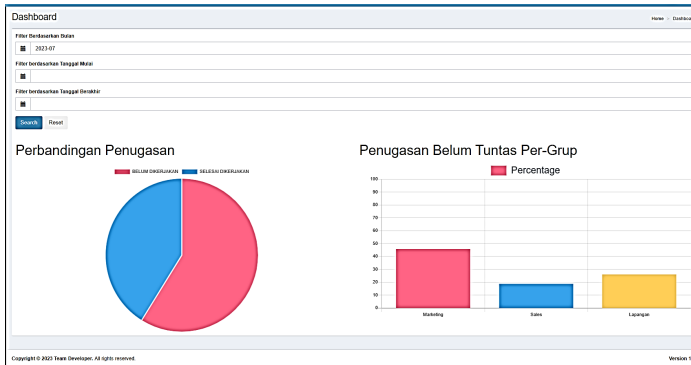 Dashboard
Home
Filter Berdasarkan Bulan
2023-07
Filter berdasarkan Tanggal Mulai
Filter berdasarkan Tanggal Berakhir
Search Reset
Perbandingan Penugasan
BELUM DIKERJAKAN SELESAI DIKERJAKAN
Penugasan Belum Tuntas Per-Grup
Percentage
100
90
80
70
60
50
40
30
20
10
0
Marketing Sales Lapangan
Copyright © 2023 Team Developer. All rights reserved.
Version 1